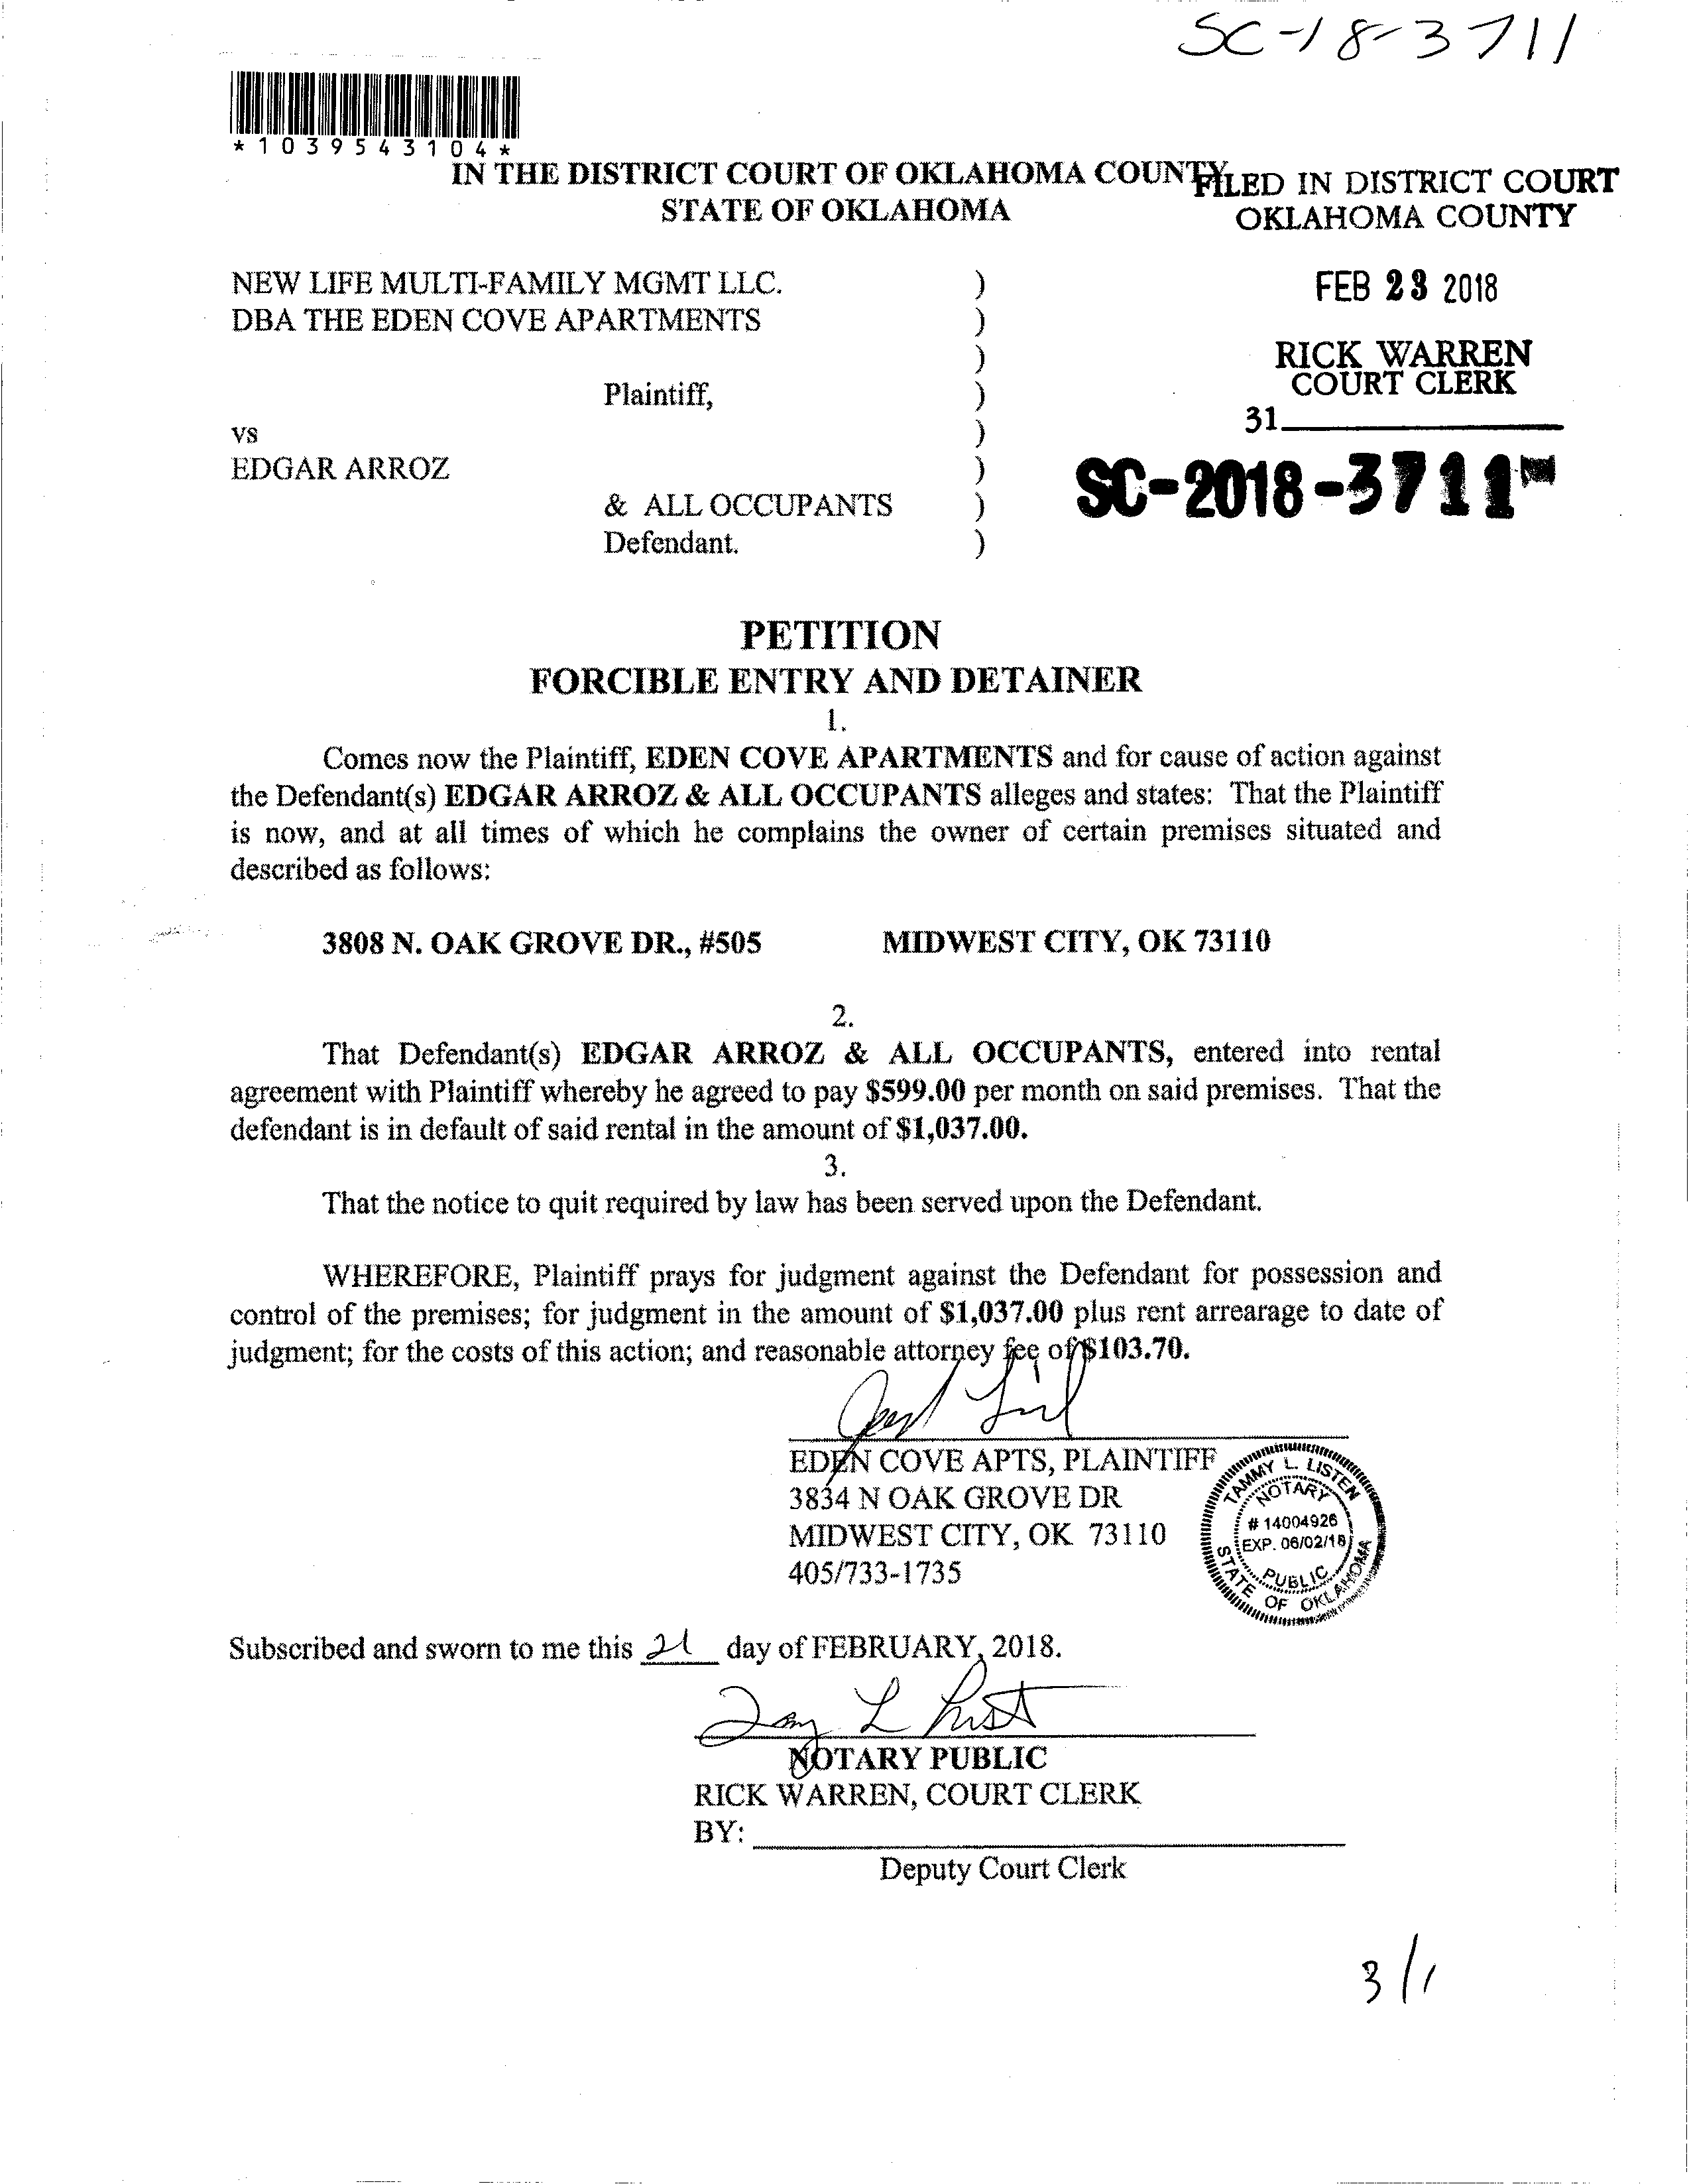 SC-18-3711
*1039543104*
IN THE DISTRICT COURT OF OKLAHOMA COUNTY
STATE OF OKLAHOMA
FILED IN DISTRICT COURT
OKLAHOMA COUNTY
FEB 23 2018
RICK WARREN
COURT CLERK
31
SC-2018-3711
NEW LIFE MULTI-FAMILY MGMT LLC. )
DBA THE EDEN COVE APARTMENTS )
)
Plaintiff, )
vs )
EDGAR ARROZ )
& ALL OCCUPANTS )
Defendant. )
PETITION
FORCIBLE ENTRY AND DETAINER
1.
Comes now the Plaintiff, EDEN COVE APARTMENTS and for cause of action against
the Defendant(s) EDGAR ARROZ & ALL OCCUPANTS alleges and states: That the Plaintiff
is now, and at all times of which he complains the owner of certain premises situated and
described as follows:
3808 N. OAK GROVE DR., #505 MIDWEST CITY, OK 73110
2.
That Defendant(s) EDGAR ARROZ & ALL OCCUPANTS, entered into rental
agreement with Plaintiff whereby he agreed to pay $599.00 per month on said premises. That the
defendant is in default of said rental in the amount of $1,037.00.
3.
That the notice to quit required by law has been served upon the Defendant.
WHEREFORE, Plaintiff prays for judgment against the Defendant for possession and
control of the premises; for judgment in the amount of $1,037.00 plus rent arrearage to date of
judgment; for the costs of this action; and reasonable attorney fee of $103.70.
EDEN COVE APTS, PLAINTIFF
3834 N OAK GROVE DR
MIDWEST CITY, OK 73110
405/733-1735
TAMMY L. LISTEN
NOTARY
# 14004926
EXP. 06/02/18
PUBLIC
STATE OF OKLAHOMA
Subscribed and sworn to me this 21 day of FEBRUARY, 2018.
NOTARY PUBLIC
RICK WARREN, COURT CLERK
BY:
Deputy Court Clerk
3/1